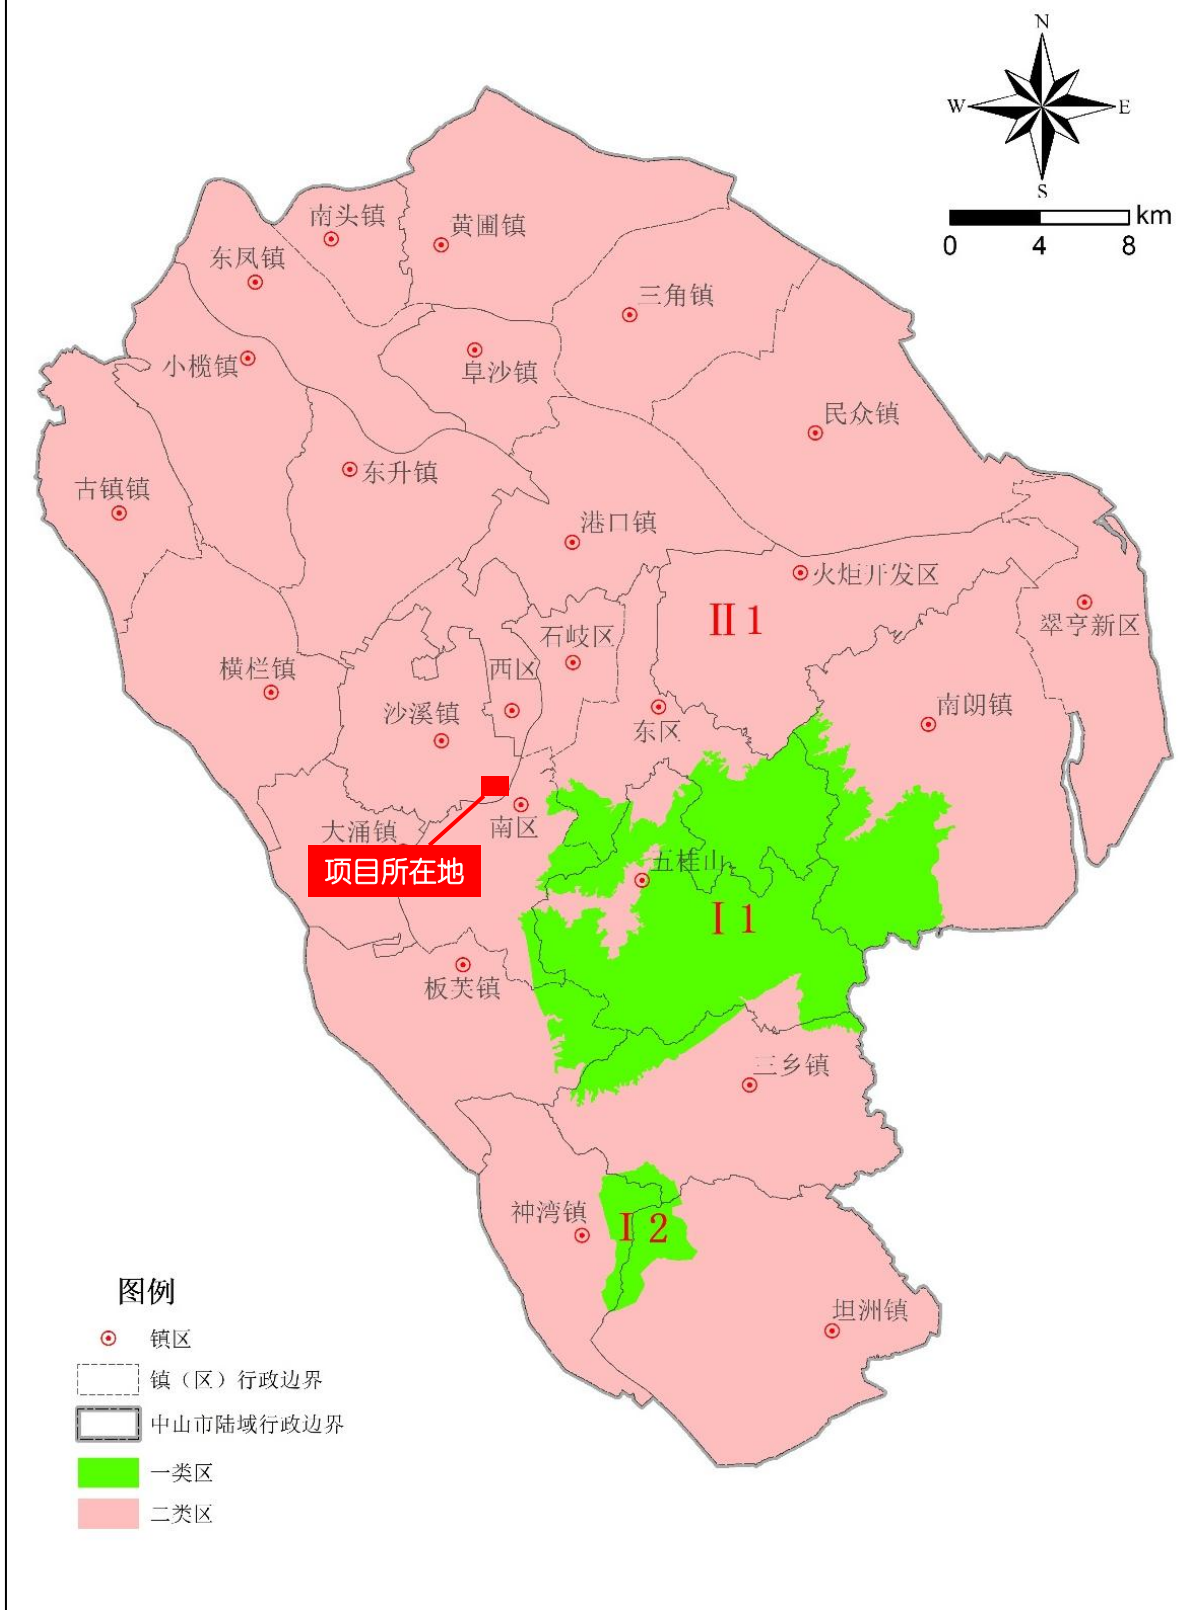 N
W
E
S
km
0 4 8
南头镇
黄圃镇
东凤镇
三角镇
小榄镇
阜沙镇
民众镇
东升镇
古镇镇
港口镇
火炬开发区
II 1
翠亨新区
石岐区
横栏镇
西区
沙溪镇
东区
南朗镇
大涌镇
南区
项目所在地
五桂山
I 1
板芙镇
三乡镇
神湾镇
I 2
坦洲镇
图例
镇区
镇（区）行政边界
中山市陆域行政边界
一类区
二类区